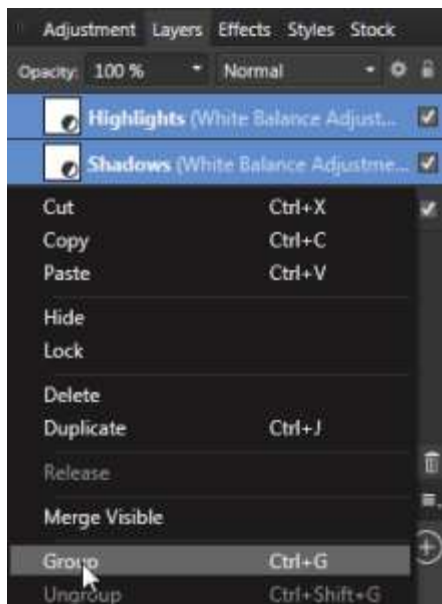 Adjustment Layers Effects Styles Stock
Opacity: 100 % Normal
Highlights (White Balance Adjust...
Shadows (White Balance Adjustme...
Cut Ctrl+X
Copy Ctrl+C
Paste Ctrl+V
Hide
Lock
Delete
Duplicate Ctrl+J
Release
Merge Visible
Group Ctrl+G
Ungroup Ctrl+Shift+G